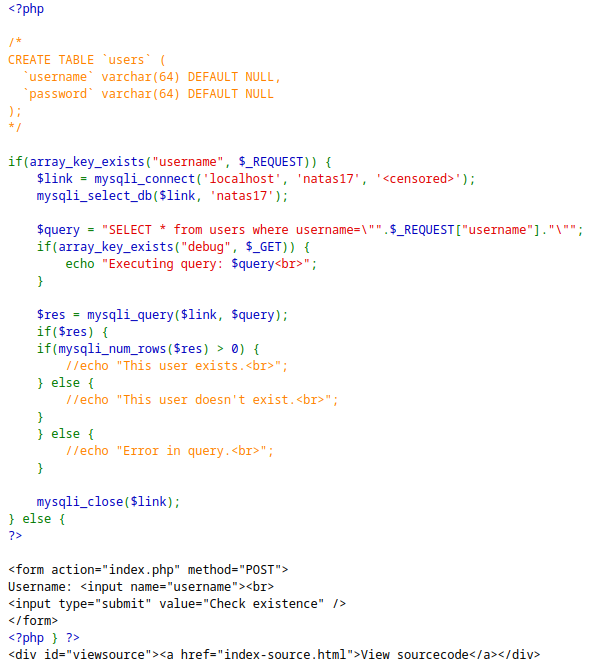 <?php
/*
CREATE TABLE `users` (
  `username` varchar(64) DEFAULT NULL,
  `password` varchar(64) DEFAULT NULL
);
*/
if(array_key_exists("username", $_REQUEST)) {
    $link = mysqli_connect('localhost', 'natas17', '<censored>');
    mysqli_select_db($link, 'natas17');
    $query = "SELECT * from users where username=\"".$_REQUEST["username"]."\"";
    if(array_key_exists("debug", $_GET)) {
        echo "Executing query: $query<br>";
    }
    $res = mysqli_query($link, $query);
    if($res) {
    if(mysqli_num_rows($res) > 0) {
        //echo "This user exists.<br>";
    } else {
        //echo "This user doesn't exist.<br>";
    }
    } else {
        //echo "Error in query.<br>";
    }
    mysqli_close($link);
} else {
?>
<form action="index.php" method="POST">
Username: <input name="username"><br>
<input type="submit" value="Check existence" />
</form>
<?php } ?>
<div id="viewsource"><a href="index-source.html">View sourcecode</a></div>